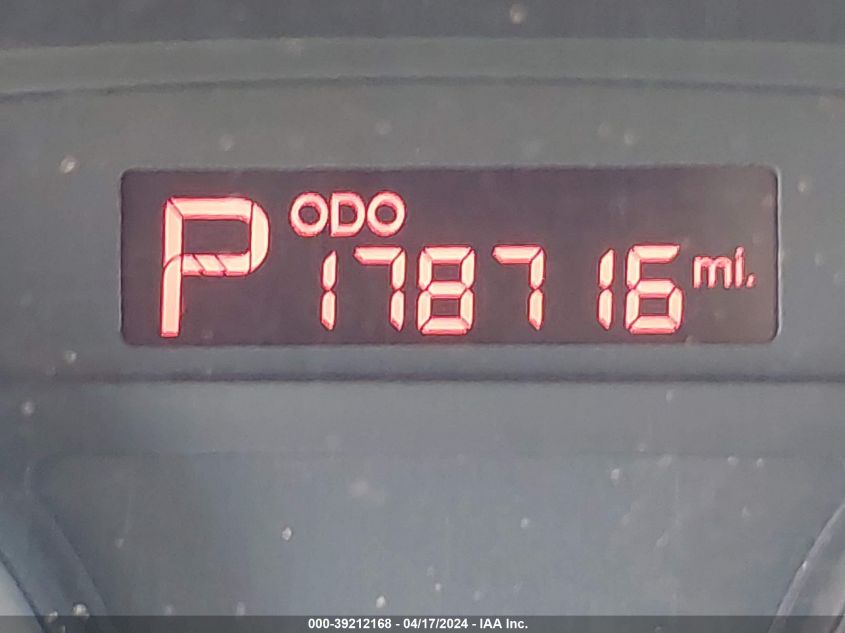 P ODO
178716 mi.
000-39212168 - 04/17/2024 - IAA Inc.